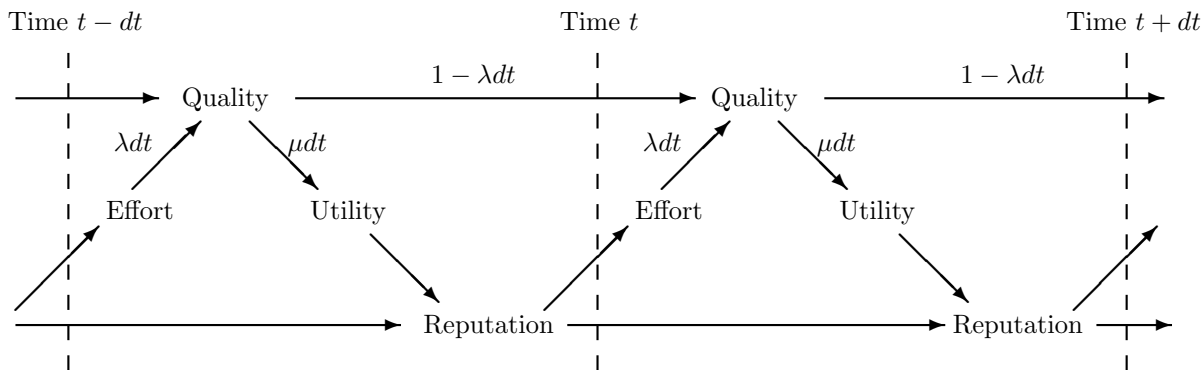 Time t − dt Time t Time t + dt
1 − λdt 1 − λdt
Quality Quality
λdt μdt λdt μdt
Effort Utility Effort Utility
Reputation Reputation